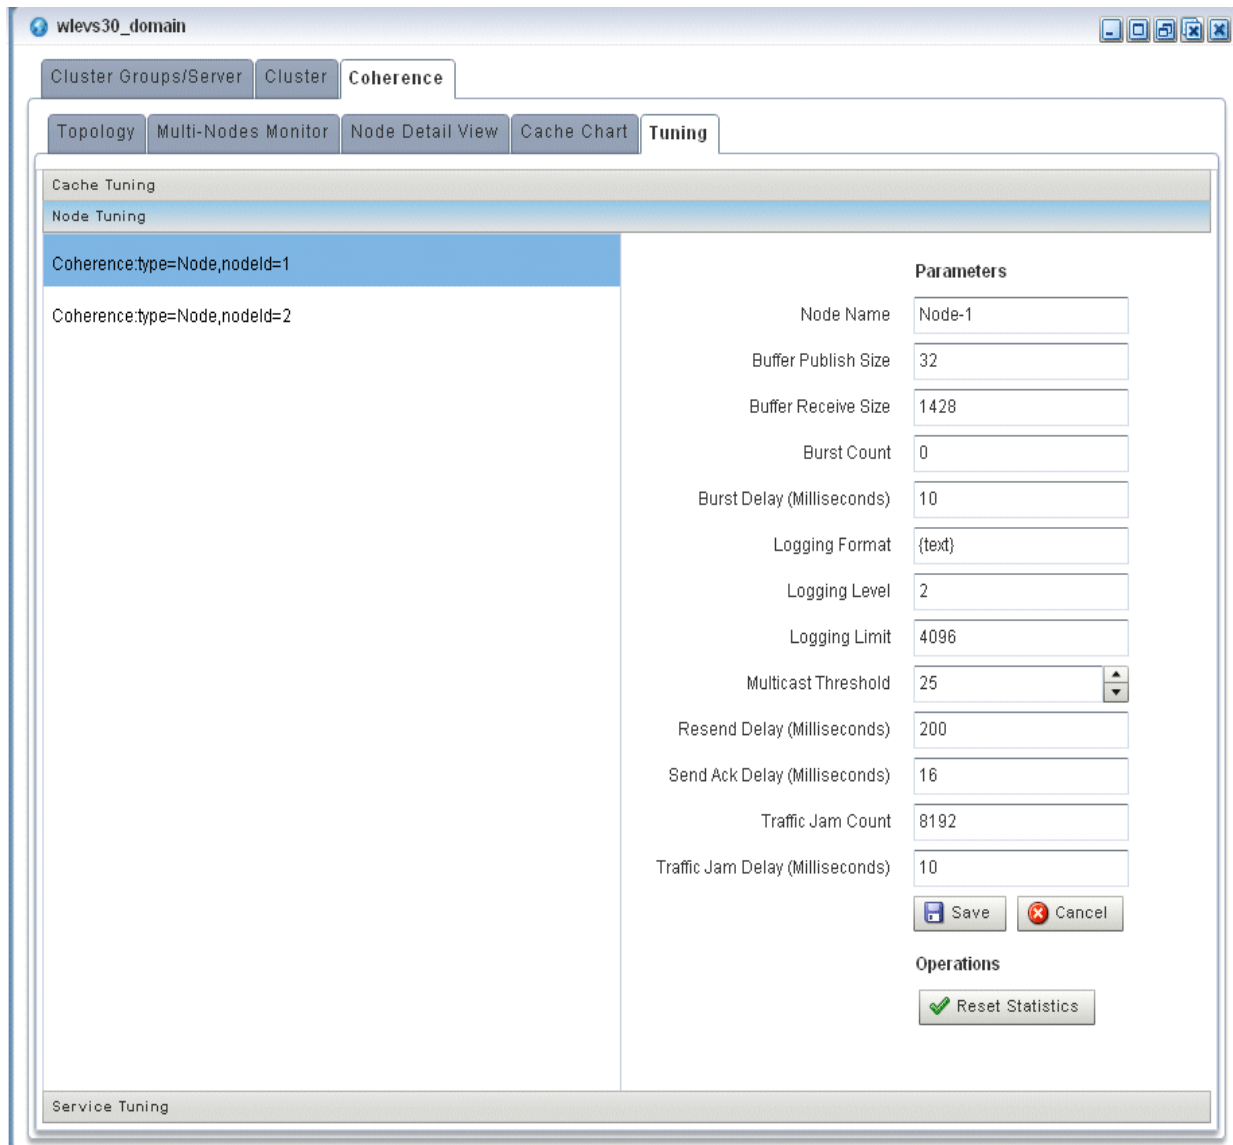 wlevs30_domain
Cluster Groups/Server Cluster Coherence
Topology Multi-Nodes Monitor Node Detail View Cache Chart Tuning
Cache Tuning
Node Tuning
Coherence:type=Node,nodeId=1
Coherence:type=Node,nodeId=2
Parameters
Node Name Node-1
Buffer Publish Size 32
Buffer Receive Size 1428
Burst Count 0
Burst Delay (Milliseconds) 10
Logging Format {text}
Logging Level 2
Logging Limit 4096
Multicast Threshold 25
Resend Delay (Milliseconds) 200
Send Ack Delay (Milliseconds) 16
Traffic Jam Count 8192
Traffic Jam Delay (Milliseconds) 10
Save Cancel
Operations
Reset Statistics
Service Tuning